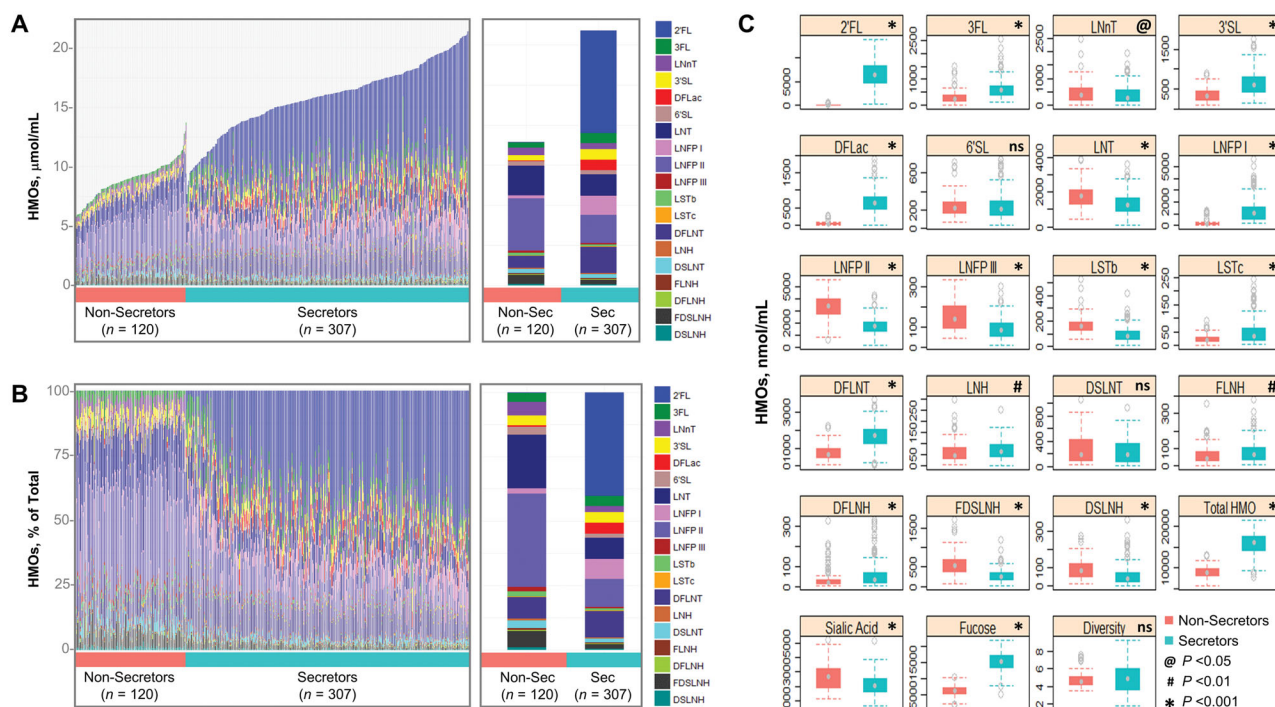 A
HMOs, µmol/mL
20
15
10
5
0
Non-Secretors
(n = 120)
Secretors
(n = 307)
Non-Sec
(n = 120)
Sec
(n = 307)
2'FL
3FL
LNnT
3'SL
DFLac
6'SL
LNT
LNFP I
LNFP II
LNFP III
LSTb
LSTc
DFLNT
LNH
DSLNT
FLNH
DFLNH
FDSLNH
DSLNH
B
HMOs, % of Total
100
75
50
25
0
Non-Secretors
(n = 120)
Secretors
(n = 307)
Non-Sec
(n = 120)
Sec
(n = 307)
2'FL
3FL
LNnT
3'SL
DFLac
6'SL
LNT
LNFP I
LNFP II
LNFP III
LSTb
LSTc
DFLNT
LNH
DSLNT
FLNH
DFLNH
FDSLNH
DSLNH
C
HMOs, nmol/mL
2'FL *
3FL *
LNnT @
3'SL *
DFLac *
6'SL ns
LNT *
LNFP I *
LNFP II *
LNFP III *
LSTb *
LSTc *
DFLNT *
LNH #
DSLNT ns
FLNH #
DFLNH *
FDSLNH *
DSLNH *
Total HMO *
Sialic Acid *
Fucose *
Diversity ns
Non-Secretors
Secretors
@ P <0.05
# P <0.01
* P <0.001